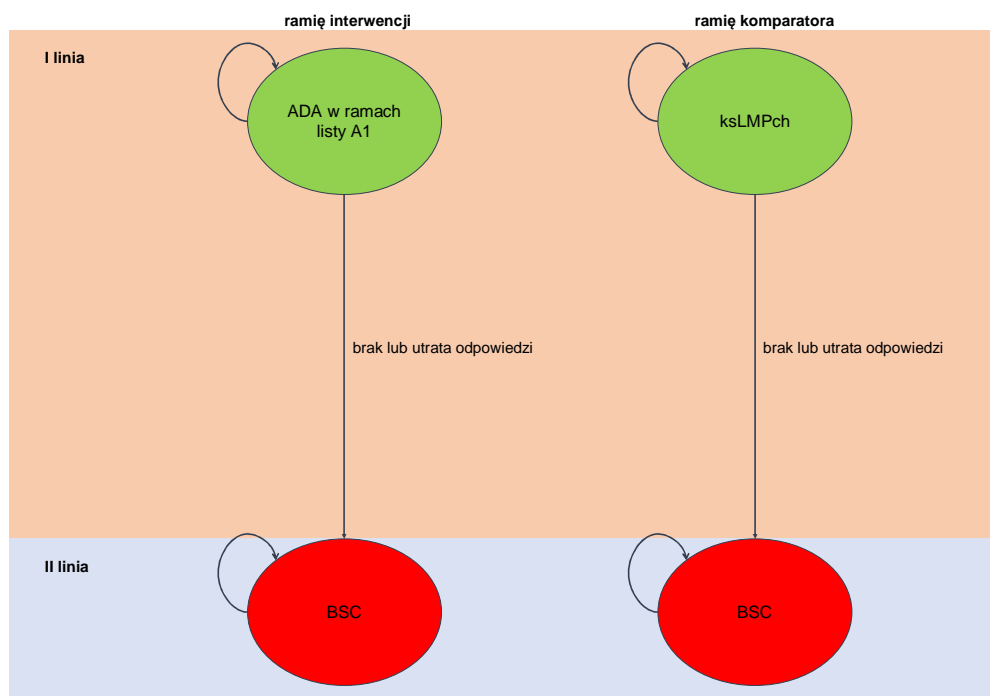 ramię interwencji
ramię komparatora
I linia
ADA w ramach
listy A1
ksLMPch
brak lub utrata odpowiedzi
brak lub utrata odpowiedzi
II linia
BSC
BSC